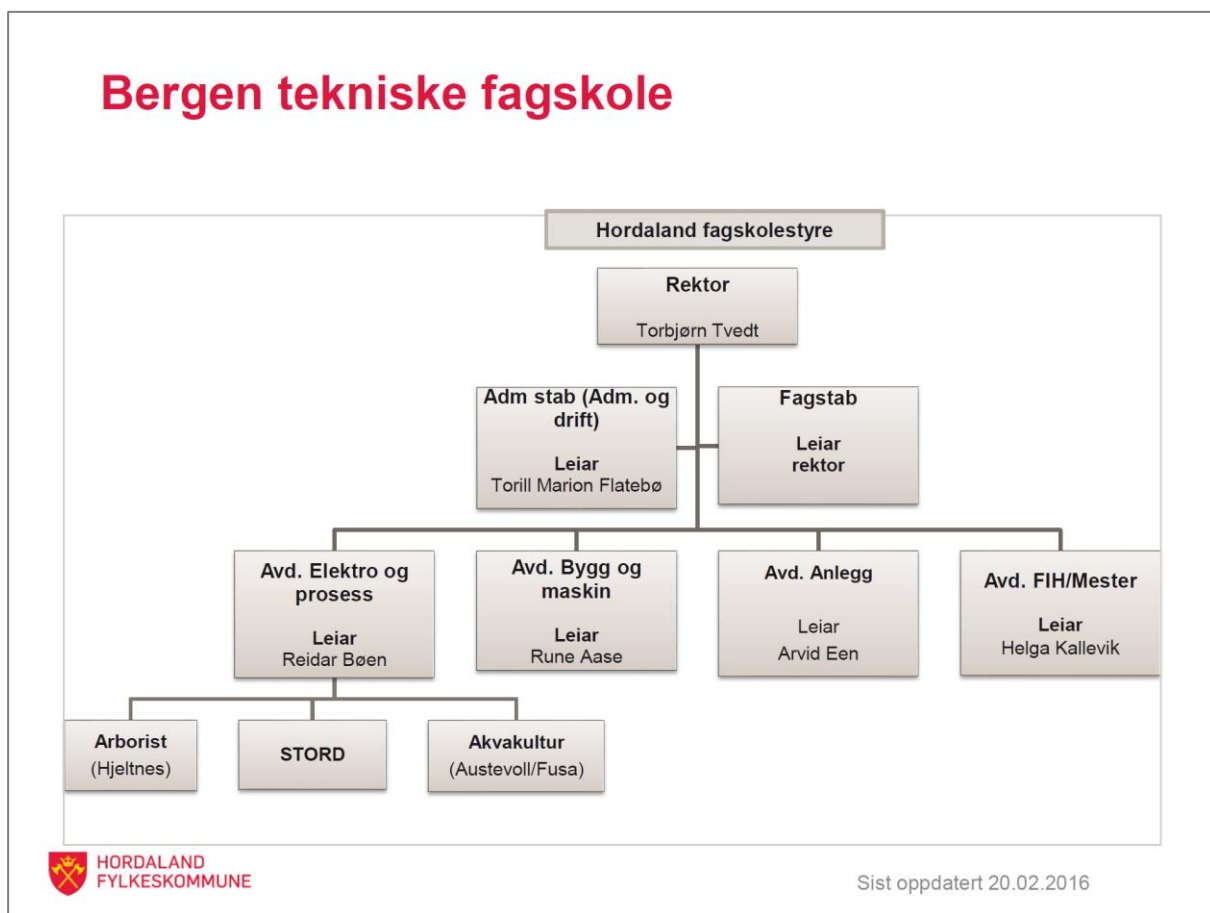 Bergen tekniske fagskole
Hordaland fagskolestyre
Rektor
Torbjørn Tvedt
Adm stab (Adm. og
drift)
Leiar
Torill Marion Flatebø
Fagstab
Leiar
rektor
Avd. Elektro og
prosess
Leiar
Reidar Bøen
Avd. Bygg og
maskin
Leiar
Rune Aase
Avd. Anlegg
Leiar
Arvid Een
Avd. FIH/Mester
Leiar
Helga Kallevik
Arborist
(Hjeltnes)
STORD
Akvakultur
(Austevoll/Fusa)
HORDALAND
FYLKESKOMMUNE
Sist oppdatert 20.02.2016